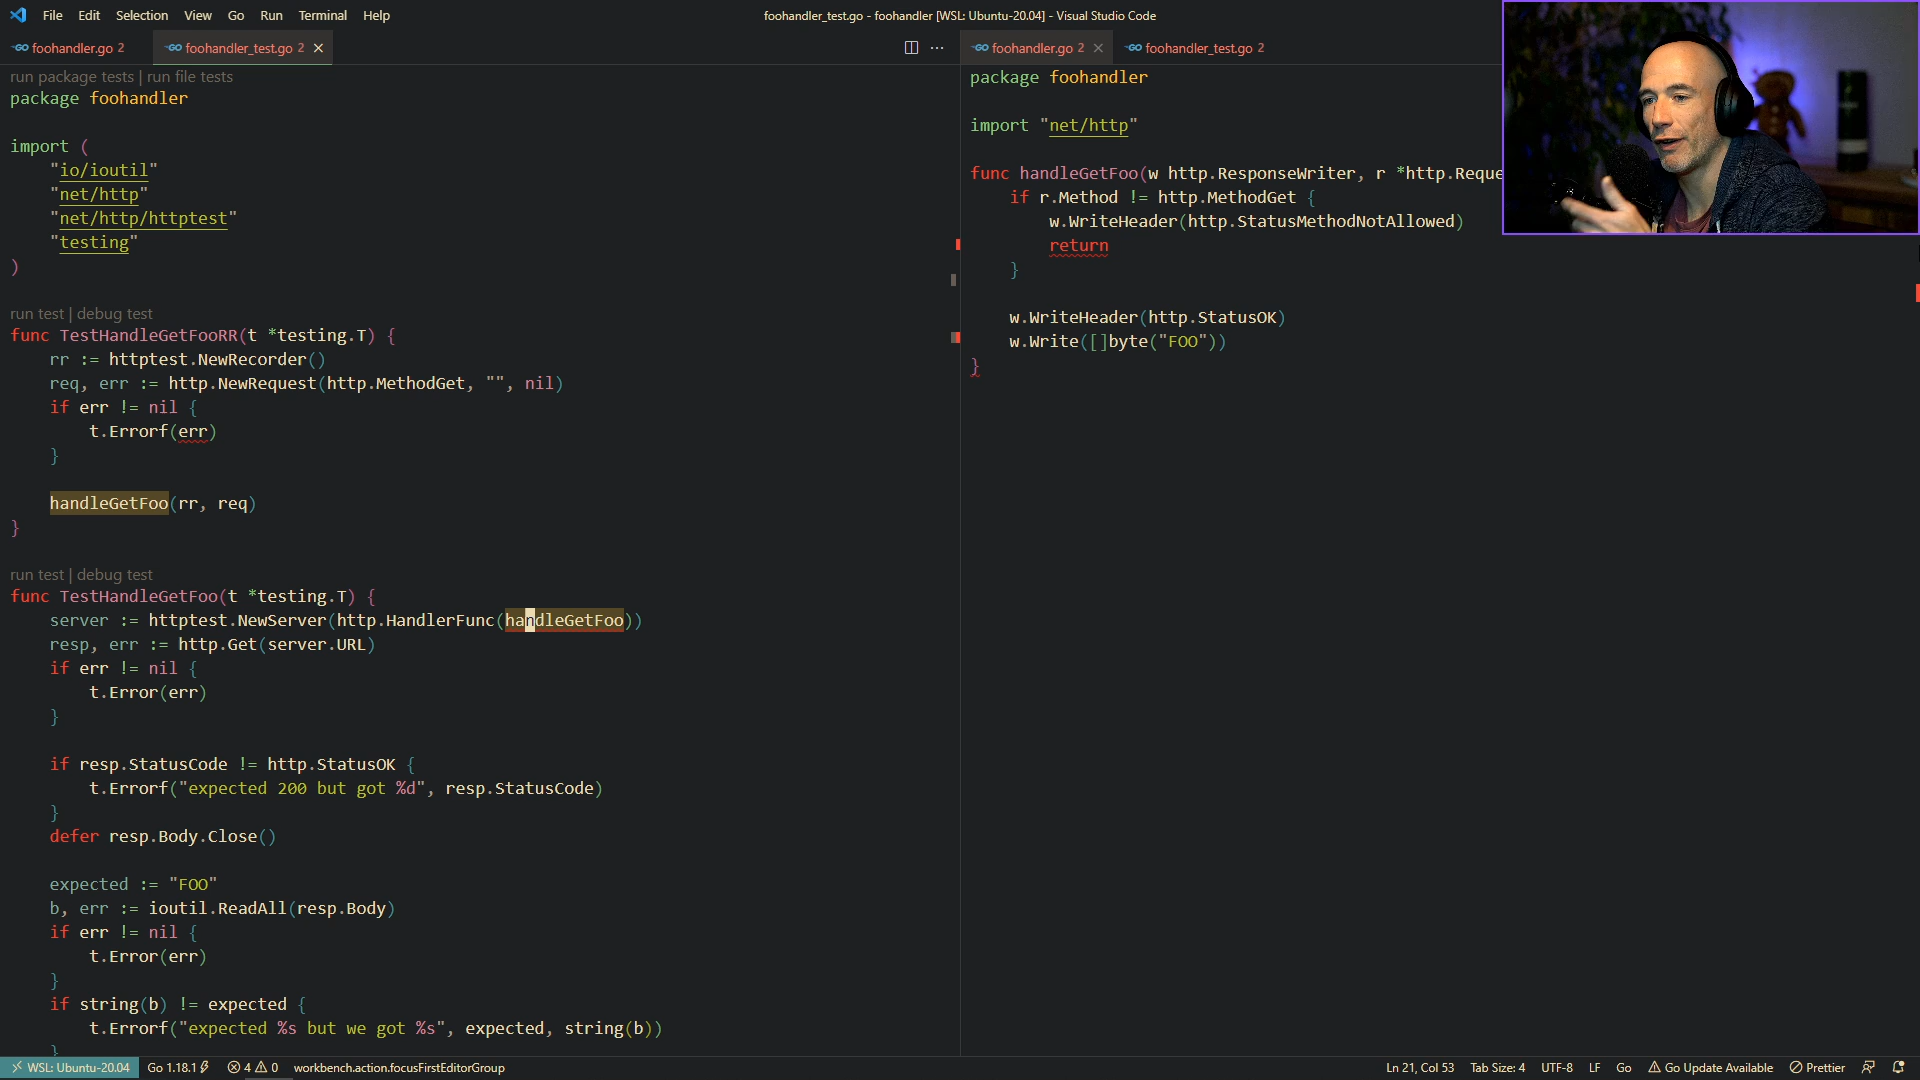 File Edit Selection View Go Run Terminal Help
foohandler_test.go - foohandler [WSL: Ubuntu-20.04] - Visual Studio Code
foohandler.go 2
foohandler_test.go 2
run package tests | run file tests
package foohandler
import (
"io/ioutil"
"net/http"
"net/http/httptest"
"testing"
)
run test | debug test
func TestHandleGetFooRR(t *testing.T) {
rr := httptest.NewRecorder()
req, err := http.NewRequest(http.MethodGet, "", nil)
if err != nil {
t.Errorf(err)
}
handleGetFoo(rr, req)
}
run test | debug test
func TestHandleGetFoo(t *testing.T) {
server := httptest.NewServer(http.HandlerFunc(handleGetFoo))
resp, err := http.Get(server.URL)
if err != nil {
t.Error(err)
}
if resp.StatusCode != http.StatusOK {
t.Errorf("expected 200 but got %d", resp.StatusCode)
}
defer resp.Body.Close()
expected := "FOO"
b, err := ioutil.ReadAll(resp.Body)
if err != nil {
t.Error(err)
}
if string(b) != expected {
t.Errorf("expected %s but we got %s", expected, string(b))
}
foohandler.go 2
foohandler_test.go 2
package foohandler
import "net/http"
func handleGetFoo(w http.ResponseWriter, r *http.Reque
if r.Method != http.MethodGet {
w.WriteHeader(http.StatusMethodNotAllowed)
return
}
w.WriteHeader(http.StatusOK)
w.Write([]byte("FOO"))
}
WSL: Ubuntu-20.04 Go 1.18.1 4 0 workbench.action.focusFirstEditorGroup
Ln 21, Col 53 Tab Size: 4 UTF-8 LF Go Go Update Available Prettier